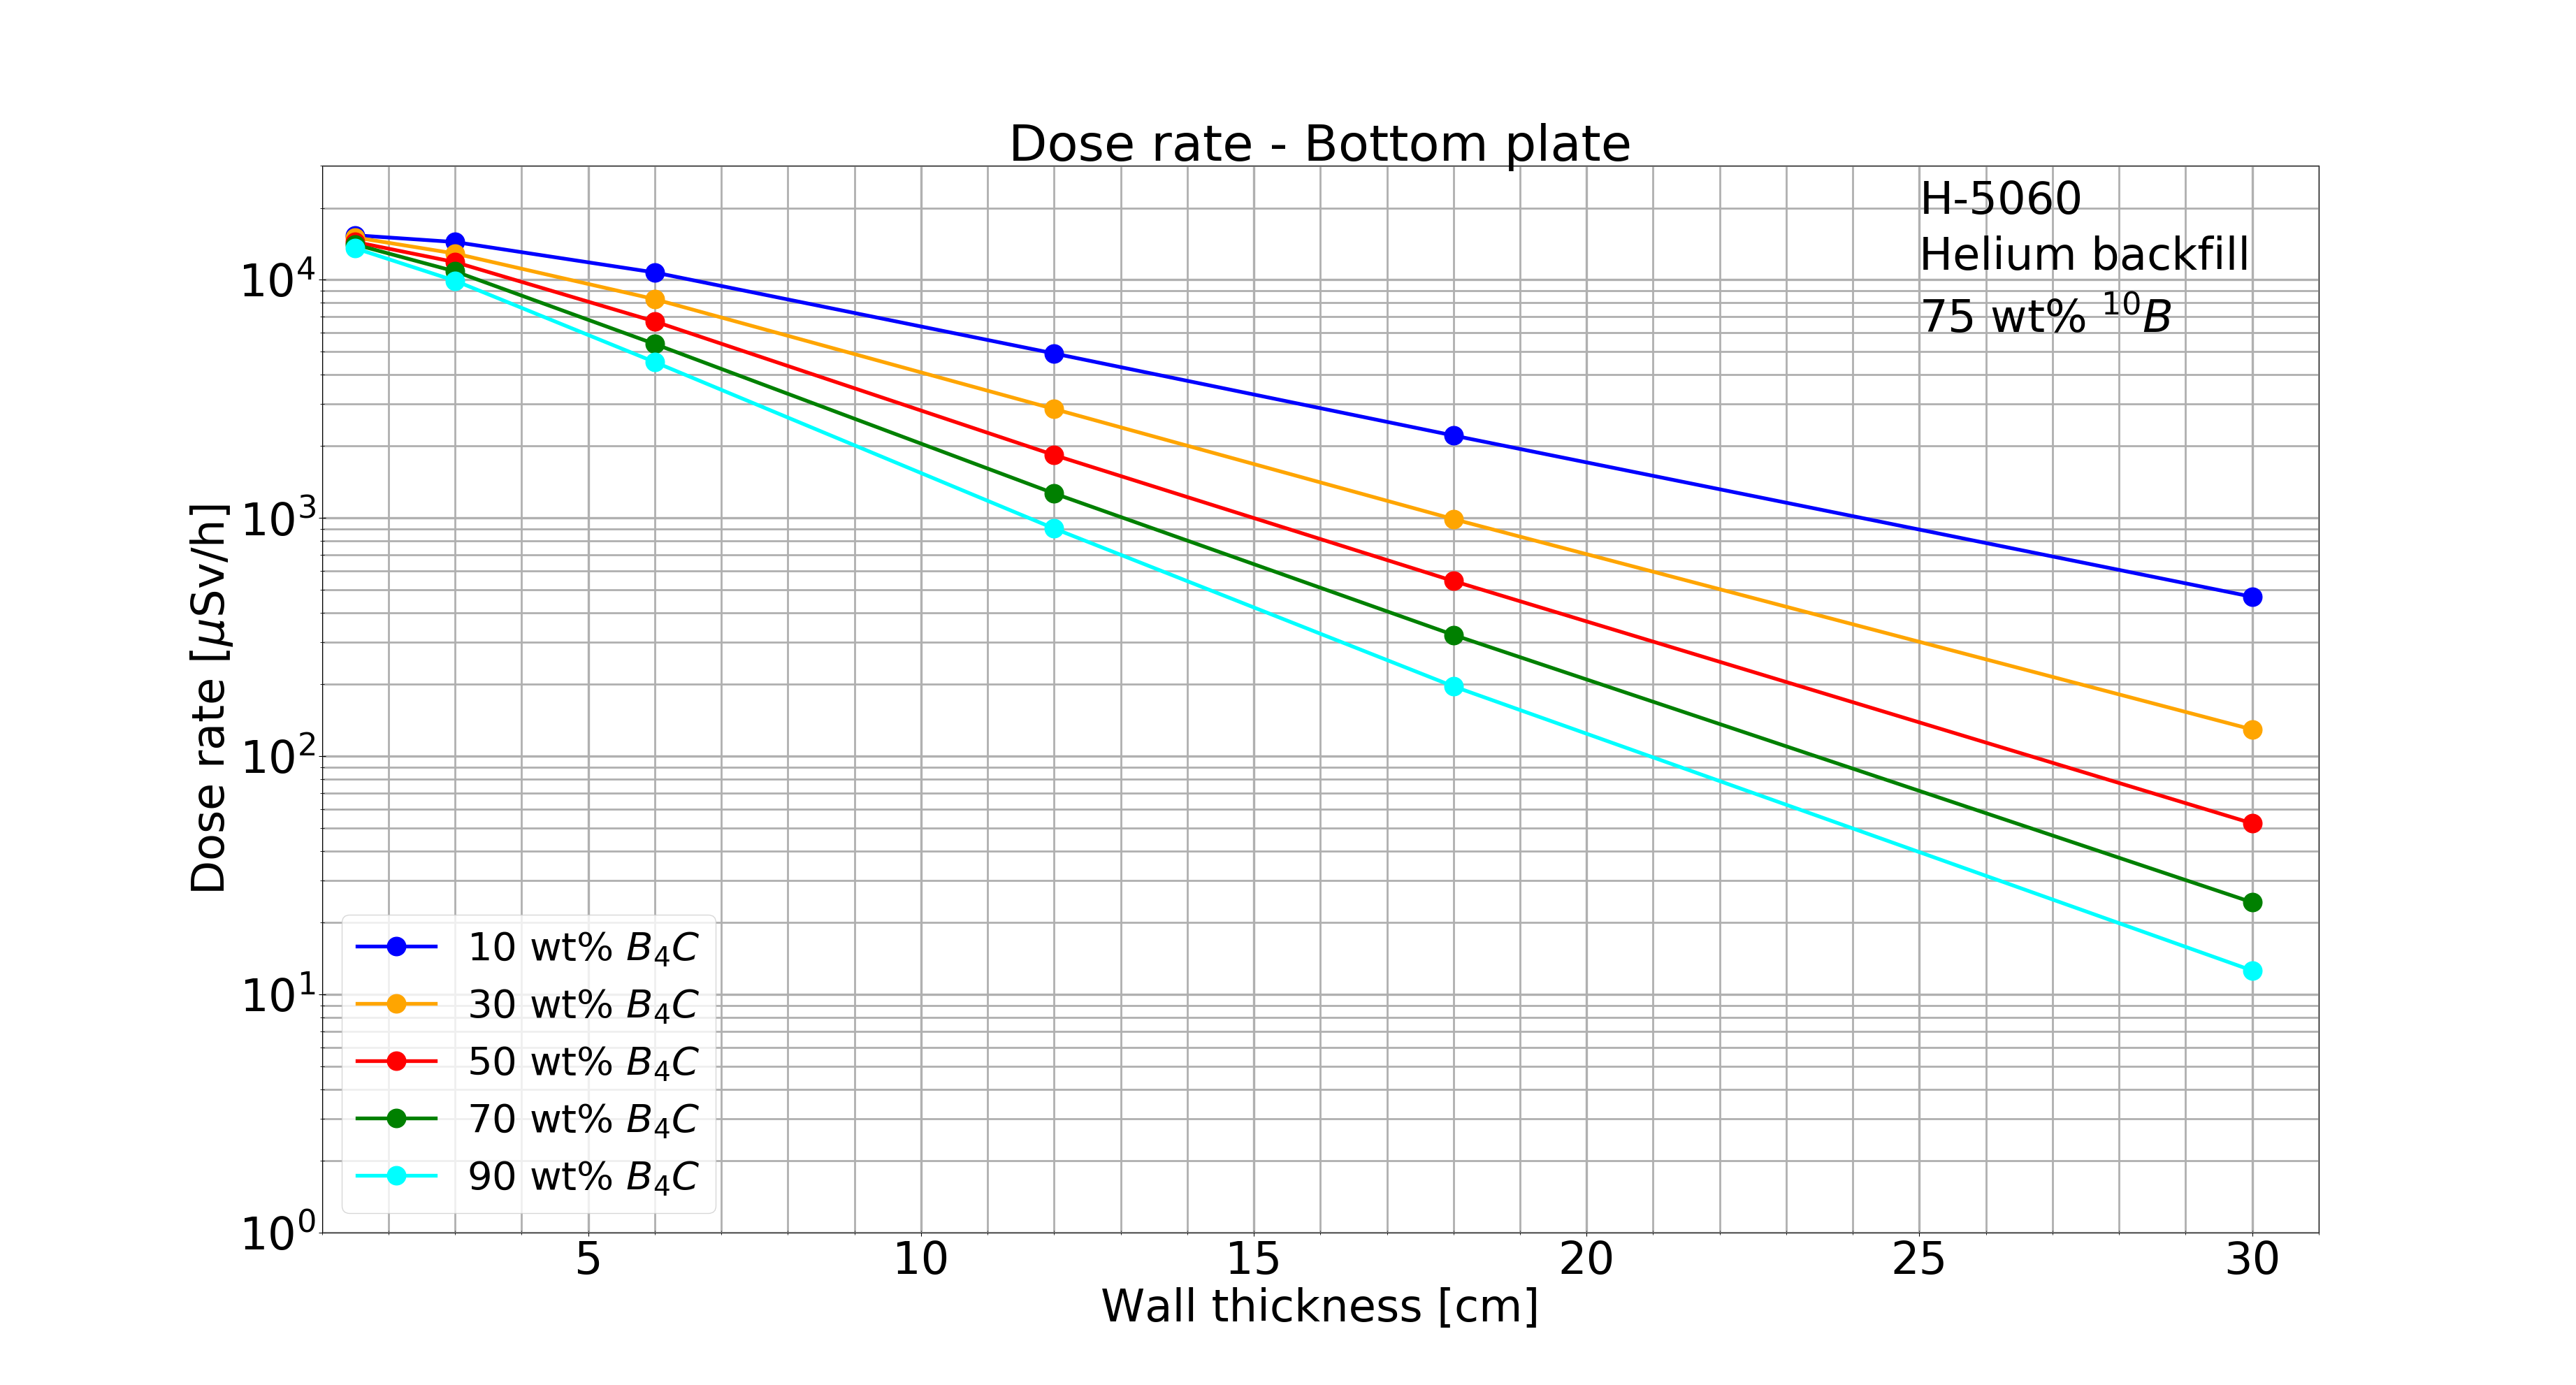 Dose rate - Bottom plate
H-5060
Helium backfill
75 wt% ¹⁰B
Dose rate [μSv/h]
10⁴
10³
10²
10¹
10⁰
10 wt% B₄C
30 wt% B₄C
50 wt% B₄C
70 wt% B₄C
90 wt% B₄C
5 10 15 20 25 30
Wall thickness [cm]